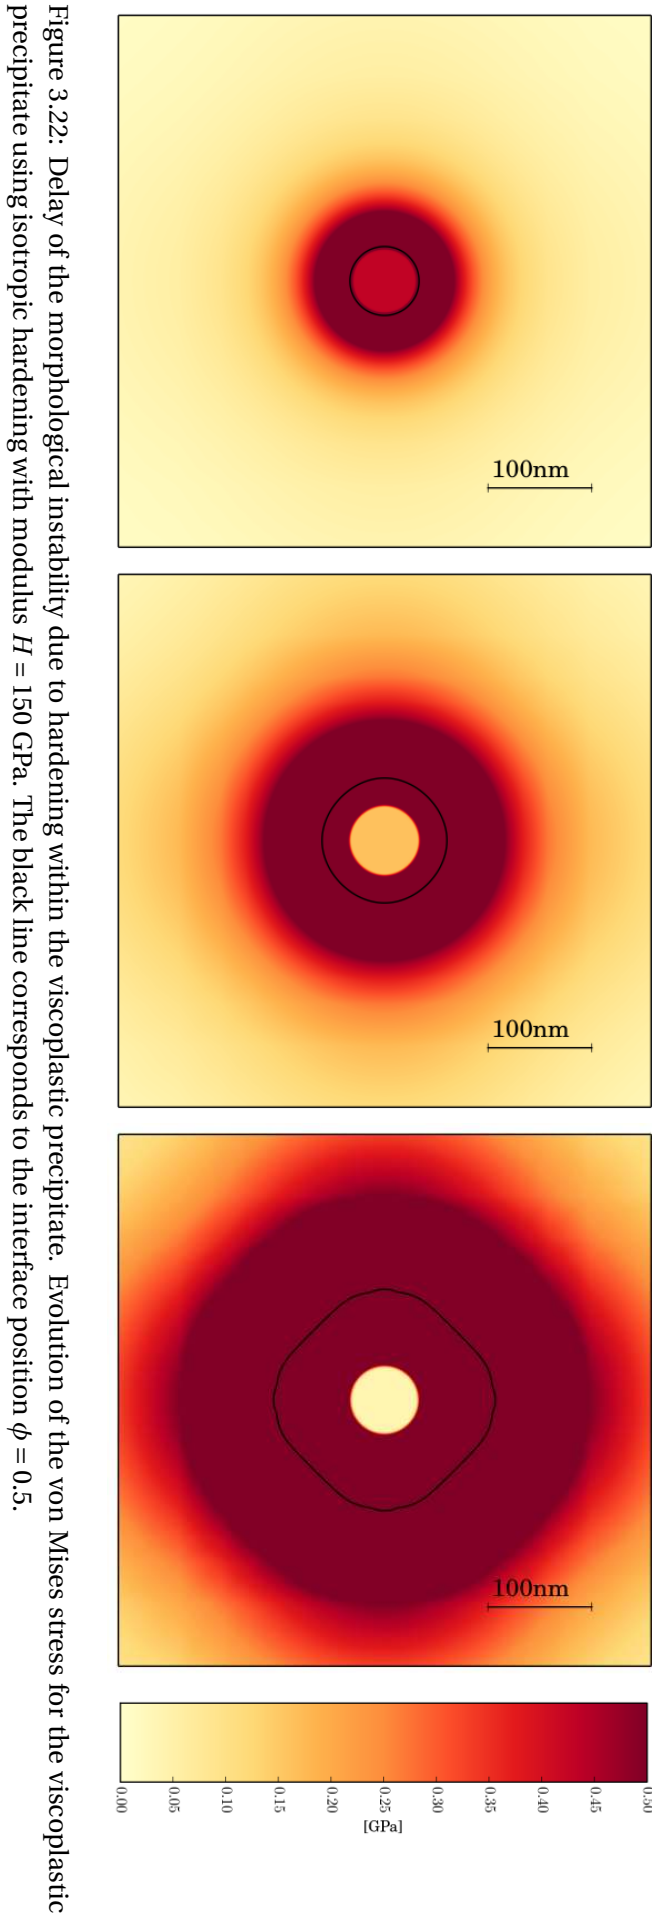 100nm
100nm
100nm
0.00
0.05
0.10
0.15
0.20
0.25
0.30
0.35
0.40
0.45
0.50
[GPa]
Figure 3.22: Delay of the morphological instability due to hardening within the viscoplastic precipitate. Evolution of the von Mises stress for the viscoplastic
precipitate using isotropic hardening with modulus H = 150 GPa. The black line corresponds to the interface position ϕ = 0.5.